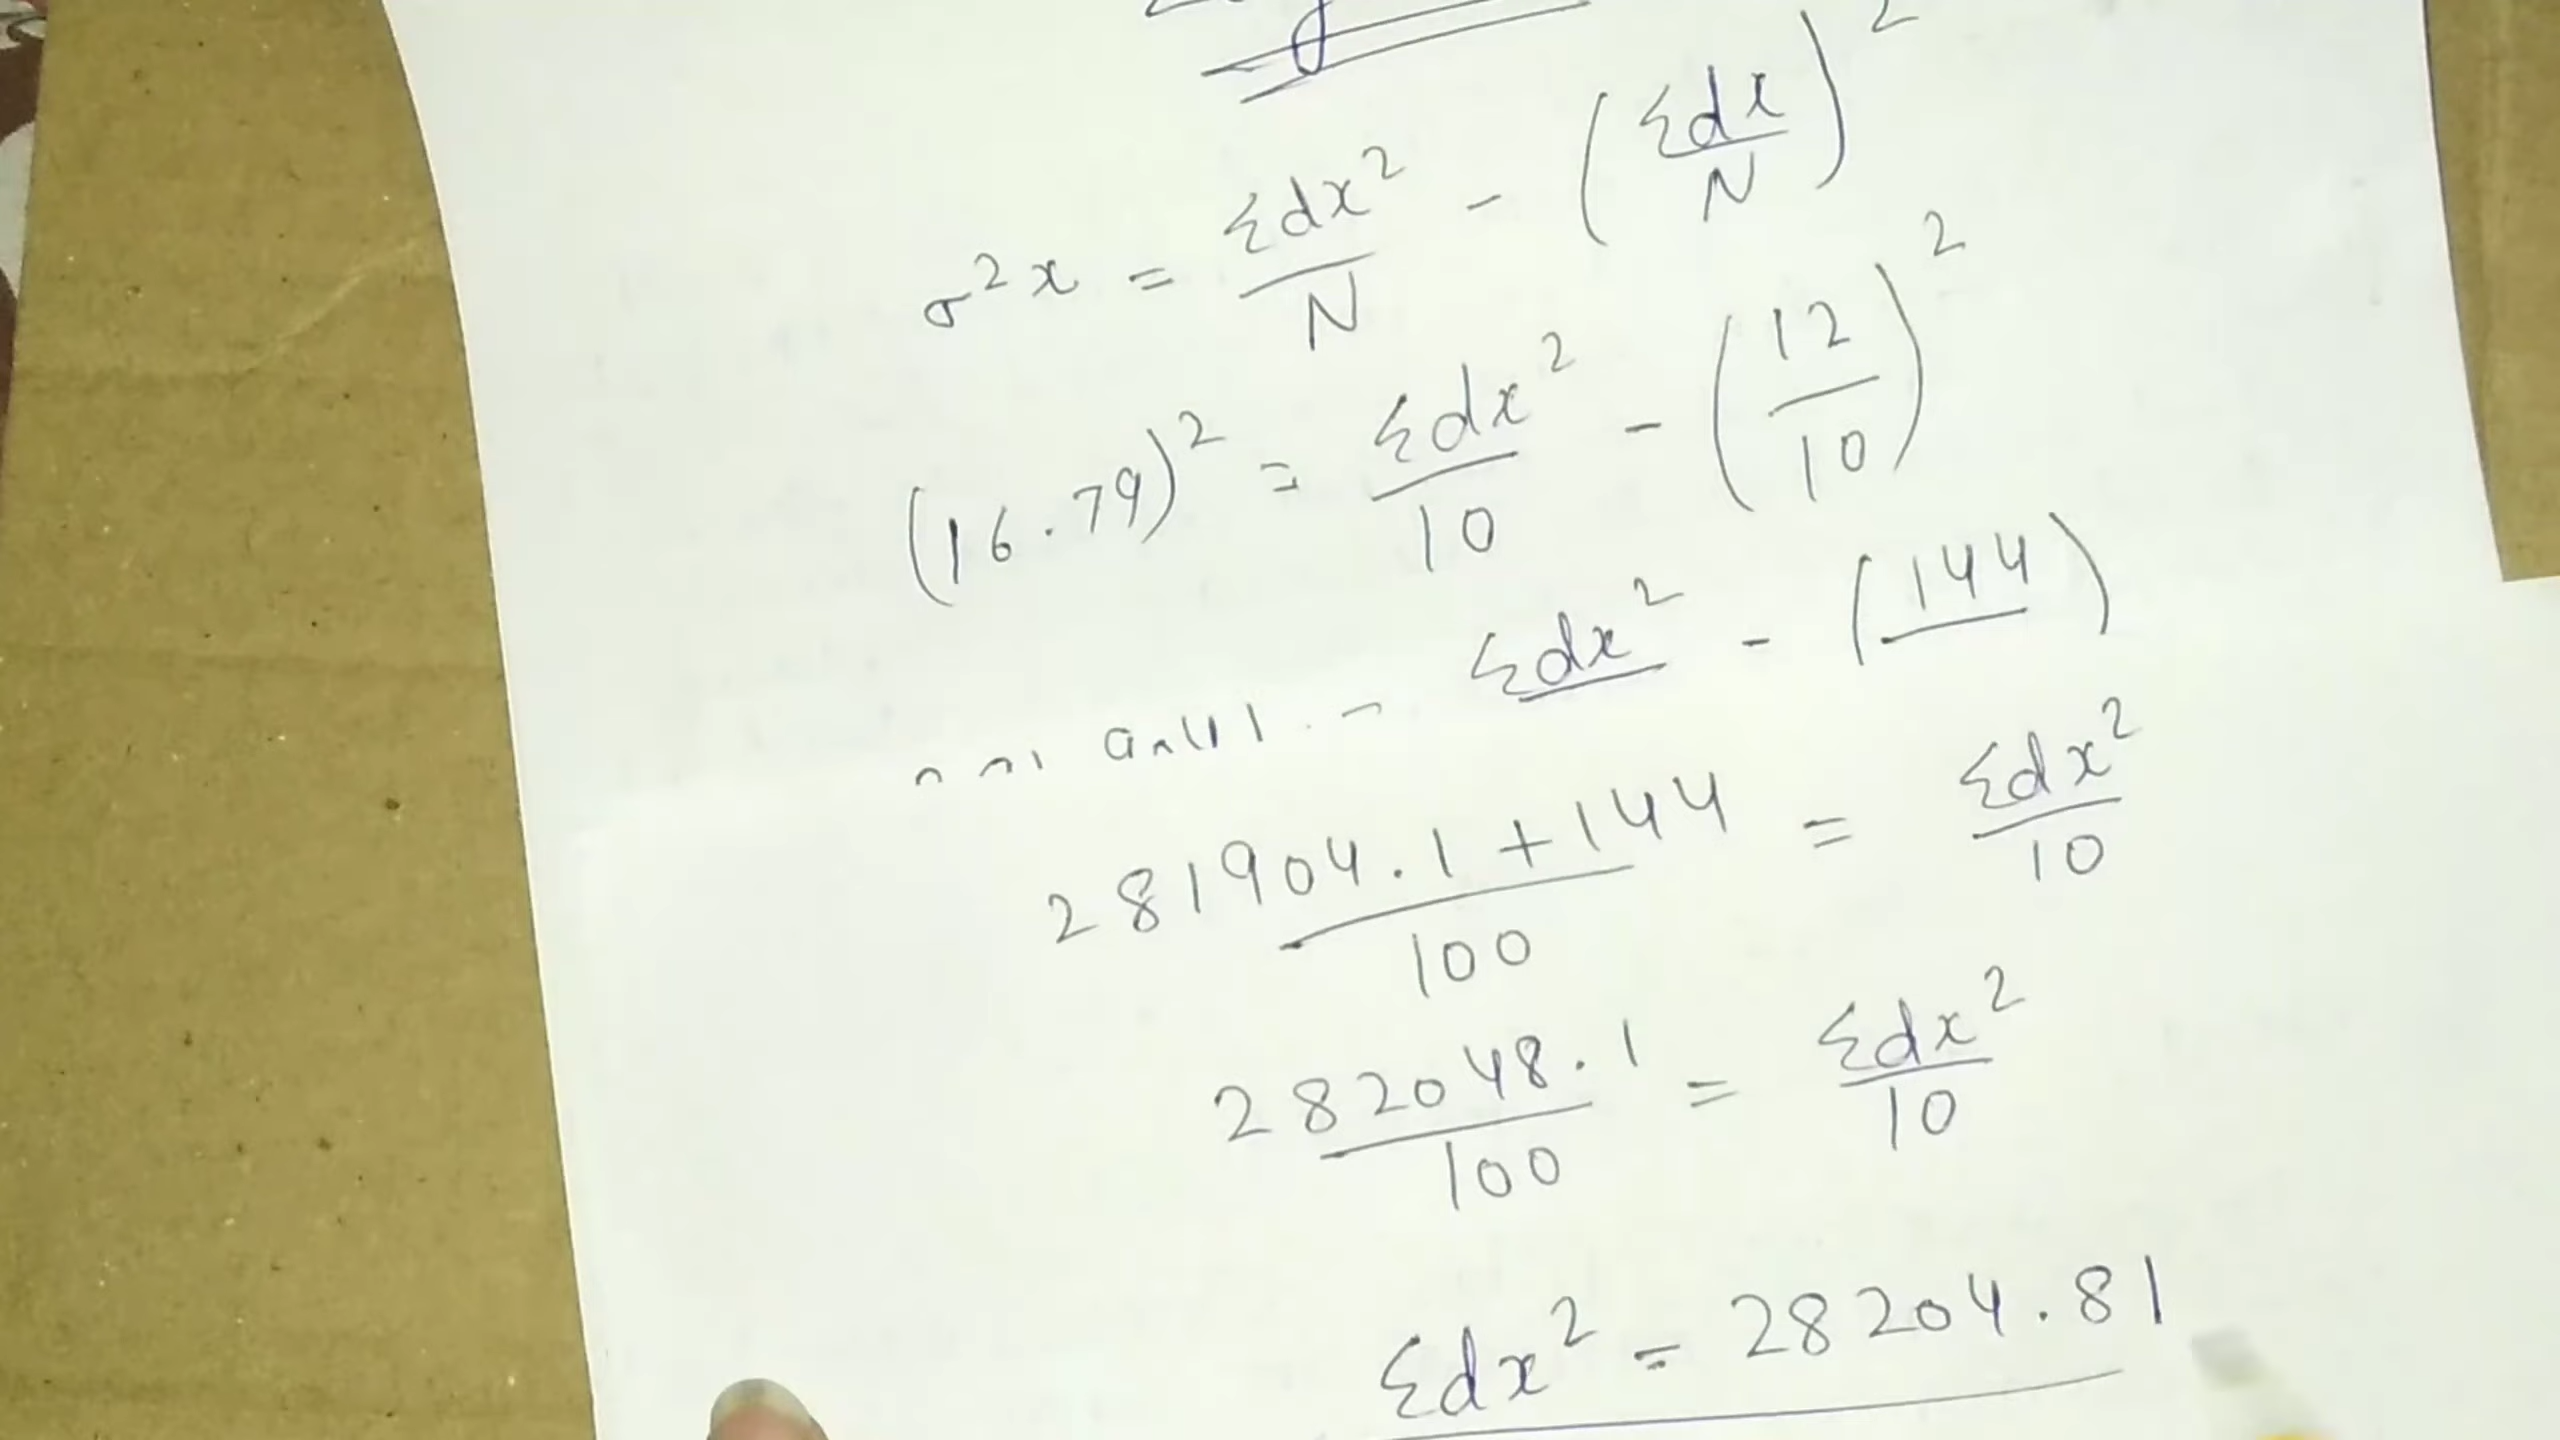 σ²x = Σdx²/N - (Σdx/N)²
(16.79)² = Σdx²/10 - (12/10)²
Σdx² - (144)
281904.1+144/100 = Σdx²/10
282048.1/100 = Σdx²/10
Σdx² = 28204.81